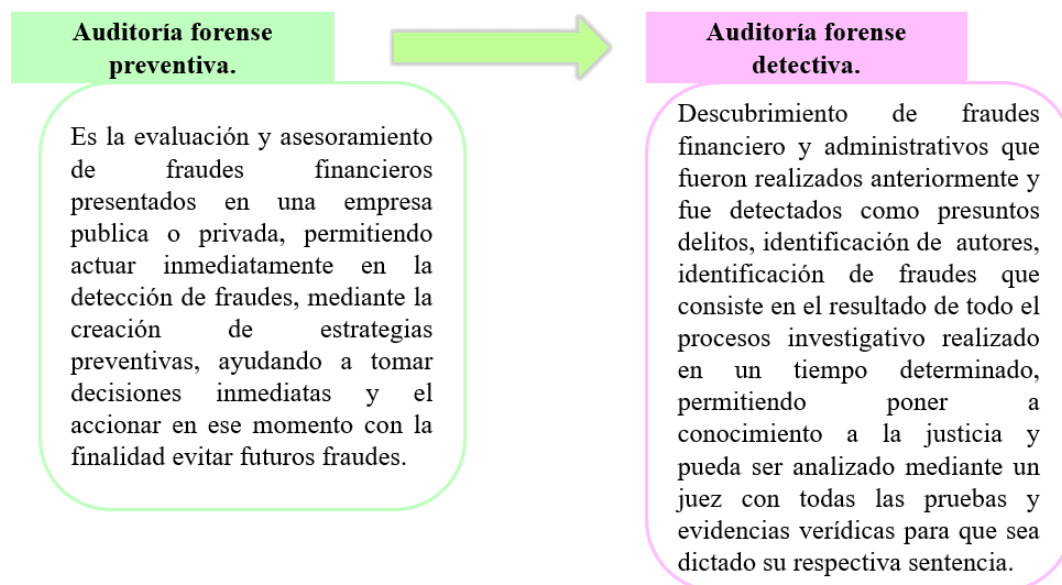 Auditoría forense
preventiva.
Es la evaluación y asesoramiento
de fraudes financieros
presentados en una empresa
publica o privada, permitiendo
actuar inmediatamente en la
detección de fraudes, mediante la
creación de estrategias
preventivas, ayudando a tomar
decisiones inmediatas y el
accionar en ese momento con la
finalidad evitar futuros fraudes.
Auditoría forense
detectiva.
Descubrimiento de fraudes
financiero y administrativos que
fueron realizados anteriormente y
fue detectados como presuntos
delitos, identificación de autores,
identificación de fraudes que
consiste en el resultado de todo el
procesos investigativo realizado
en un tiempo determinado,
permitiendo poner a
conocimiento a la justicia y
pueda ser analizado mediante un
juez con todas las pruebas y
evidencias verídicas para que sea
dictado su respectiva sentencia.